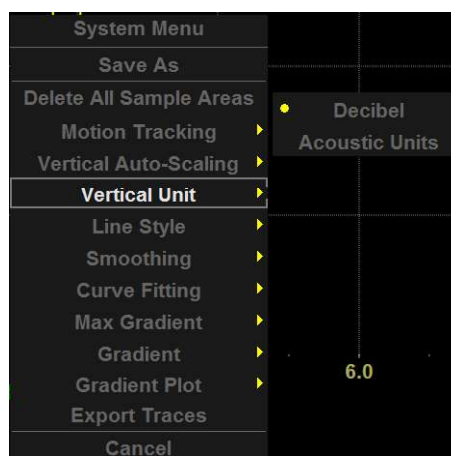 System Menu
Save As
Delete All Sample Areas
Motion Tracking
Vertical Auto-Scaling
Vertical Unit
Line Style
Smoothing
Curve Fitting
Max Gradient
Gradient
Gradient Plot
Export Traces
Cancel
Decibel
Acoustic Units
6.0